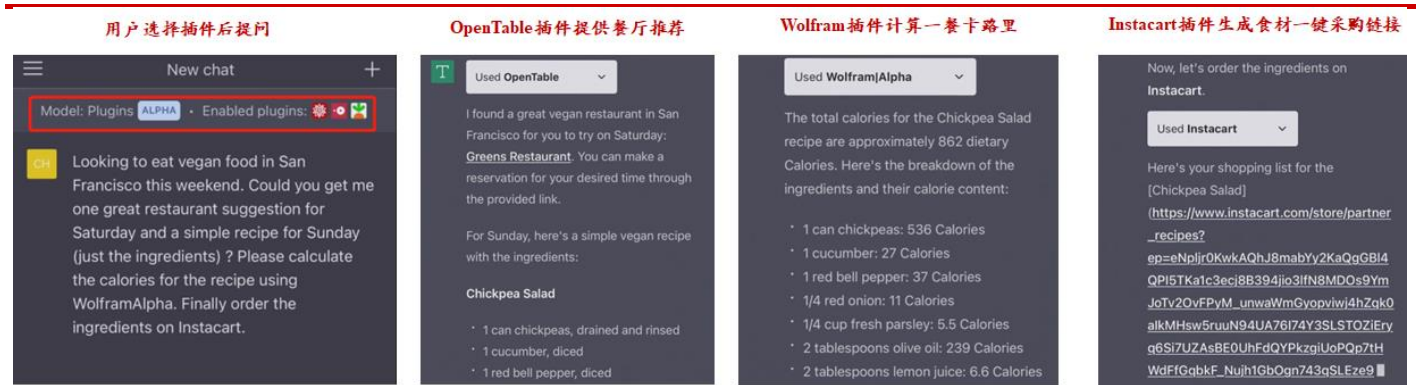 用户选择插件后提问
New chat
Model: Plugins ALPHA · Enabled plugins:
CH
Looking to eat vegan food in San
Francisco this weekend. Could you get me
one great restaurant suggestion for
Saturday and a simple recipe for Sunday
(just the ingredients) ? Please calculate
the calories for the recipe using
WolframAlpha. Finally order the
ingredients on Instacart.
OpenTable插件提供餐厅推荐
T
Used OpenTable
I found a great vegan restaurant in San
Francisco for you to try on Saturday:
Greens Restaurant. You can make a
reservation for your desired time through
the provided link.
For Sunday, here's a simple vegan recipe
with the ingredients:
Chickpea Salad
· 1 can chickpeas, drained and rinsed
· 1 cucumber, diced
· 1 red bell pepper, diced
Wolfram插件计算一餐卡路里
Used Wolfram|Alpha
The total calories for the Chickpea Salad
recipe are approximately 862 dietary
Calories. Here's the breakdown of the
ingredients and their calorie content:
· 1 can chickpeas: 536 Calories
· 1 cucumber: 27 Calories
· 1 red bell pepper: 37 Calories
· 1/4 red onion: 11 Calories
· 1/4 cup fresh parsley: 5.5 Calories
· 2 tablespoons olive oil: 239 Calories
· 2 tablespoons lemon juice: 6.6 Calories
Instacart插件生成食材一键采购链接
Now, let's order the ingredients on
Instacart.
Used Instacart
Here's your shopping list for the
[Chickpea Salad]
(https://www.instacart.com/store/partner
_recipes?